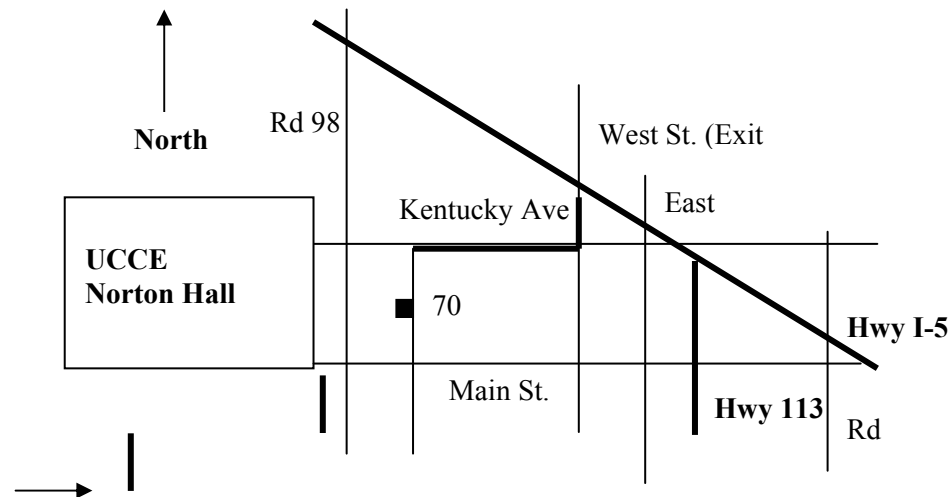 Rd 98
North
West St. (Exit
Kentucky Ave
East
UCCE
Norton Hall
70
Hwy I-5
Main St.
Hwy 113
Rd